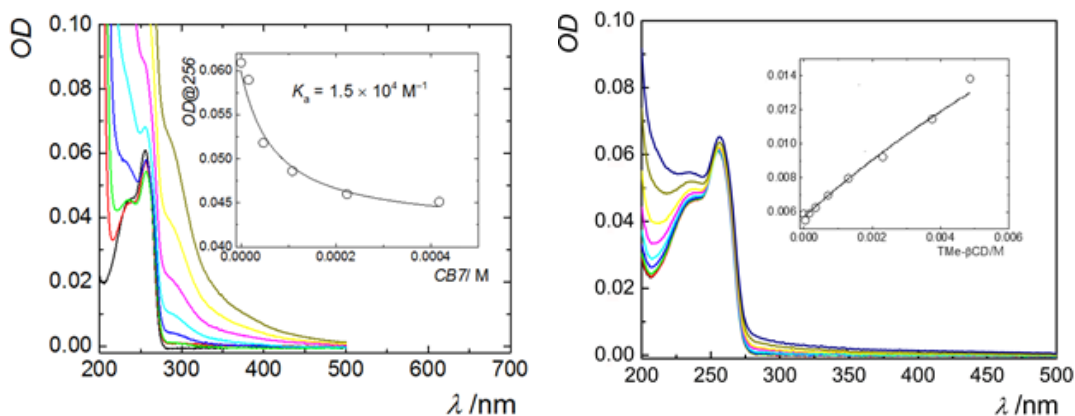 OD
0.10
0.08
0.06
0.04
0.02
0.00
200 300 400 500 600 700
λ /nm
OD@256
0.060
0.055
0.050
0.045
0.040
Ka = 1.5 × 10⁴ M⁻¹
0.0000 0.0002 0.0004
CB7/ M
OD
0.10
0.08
0.06
0.04
0.02
0.00
200 250 300 350 400 450 500
λ /nm
0.014
0.012
0.010
0.008
0.006
0.000 0.002 0.004 0.006
TMe-βCD/M